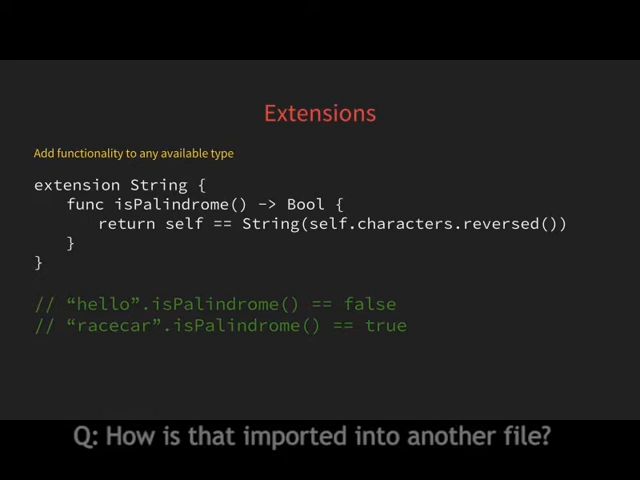 Extensions
Add functionality to any available type
extension String {
func isPalindrome() -> Bool {
return self == String(self.characters.reversed())
}
}
// “hello”.isPalindrome() == false
// “racecar”.isPalindrome() == true
Q: How is that imported into another file?